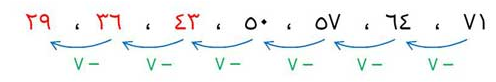 ٧١ ، ٦٤ ، ٥٧ ، ٥٠ ، ٤٣ ، ٣٦ ، ٢٩
٧− ٧− ٧− ٧− ٧− ٧−